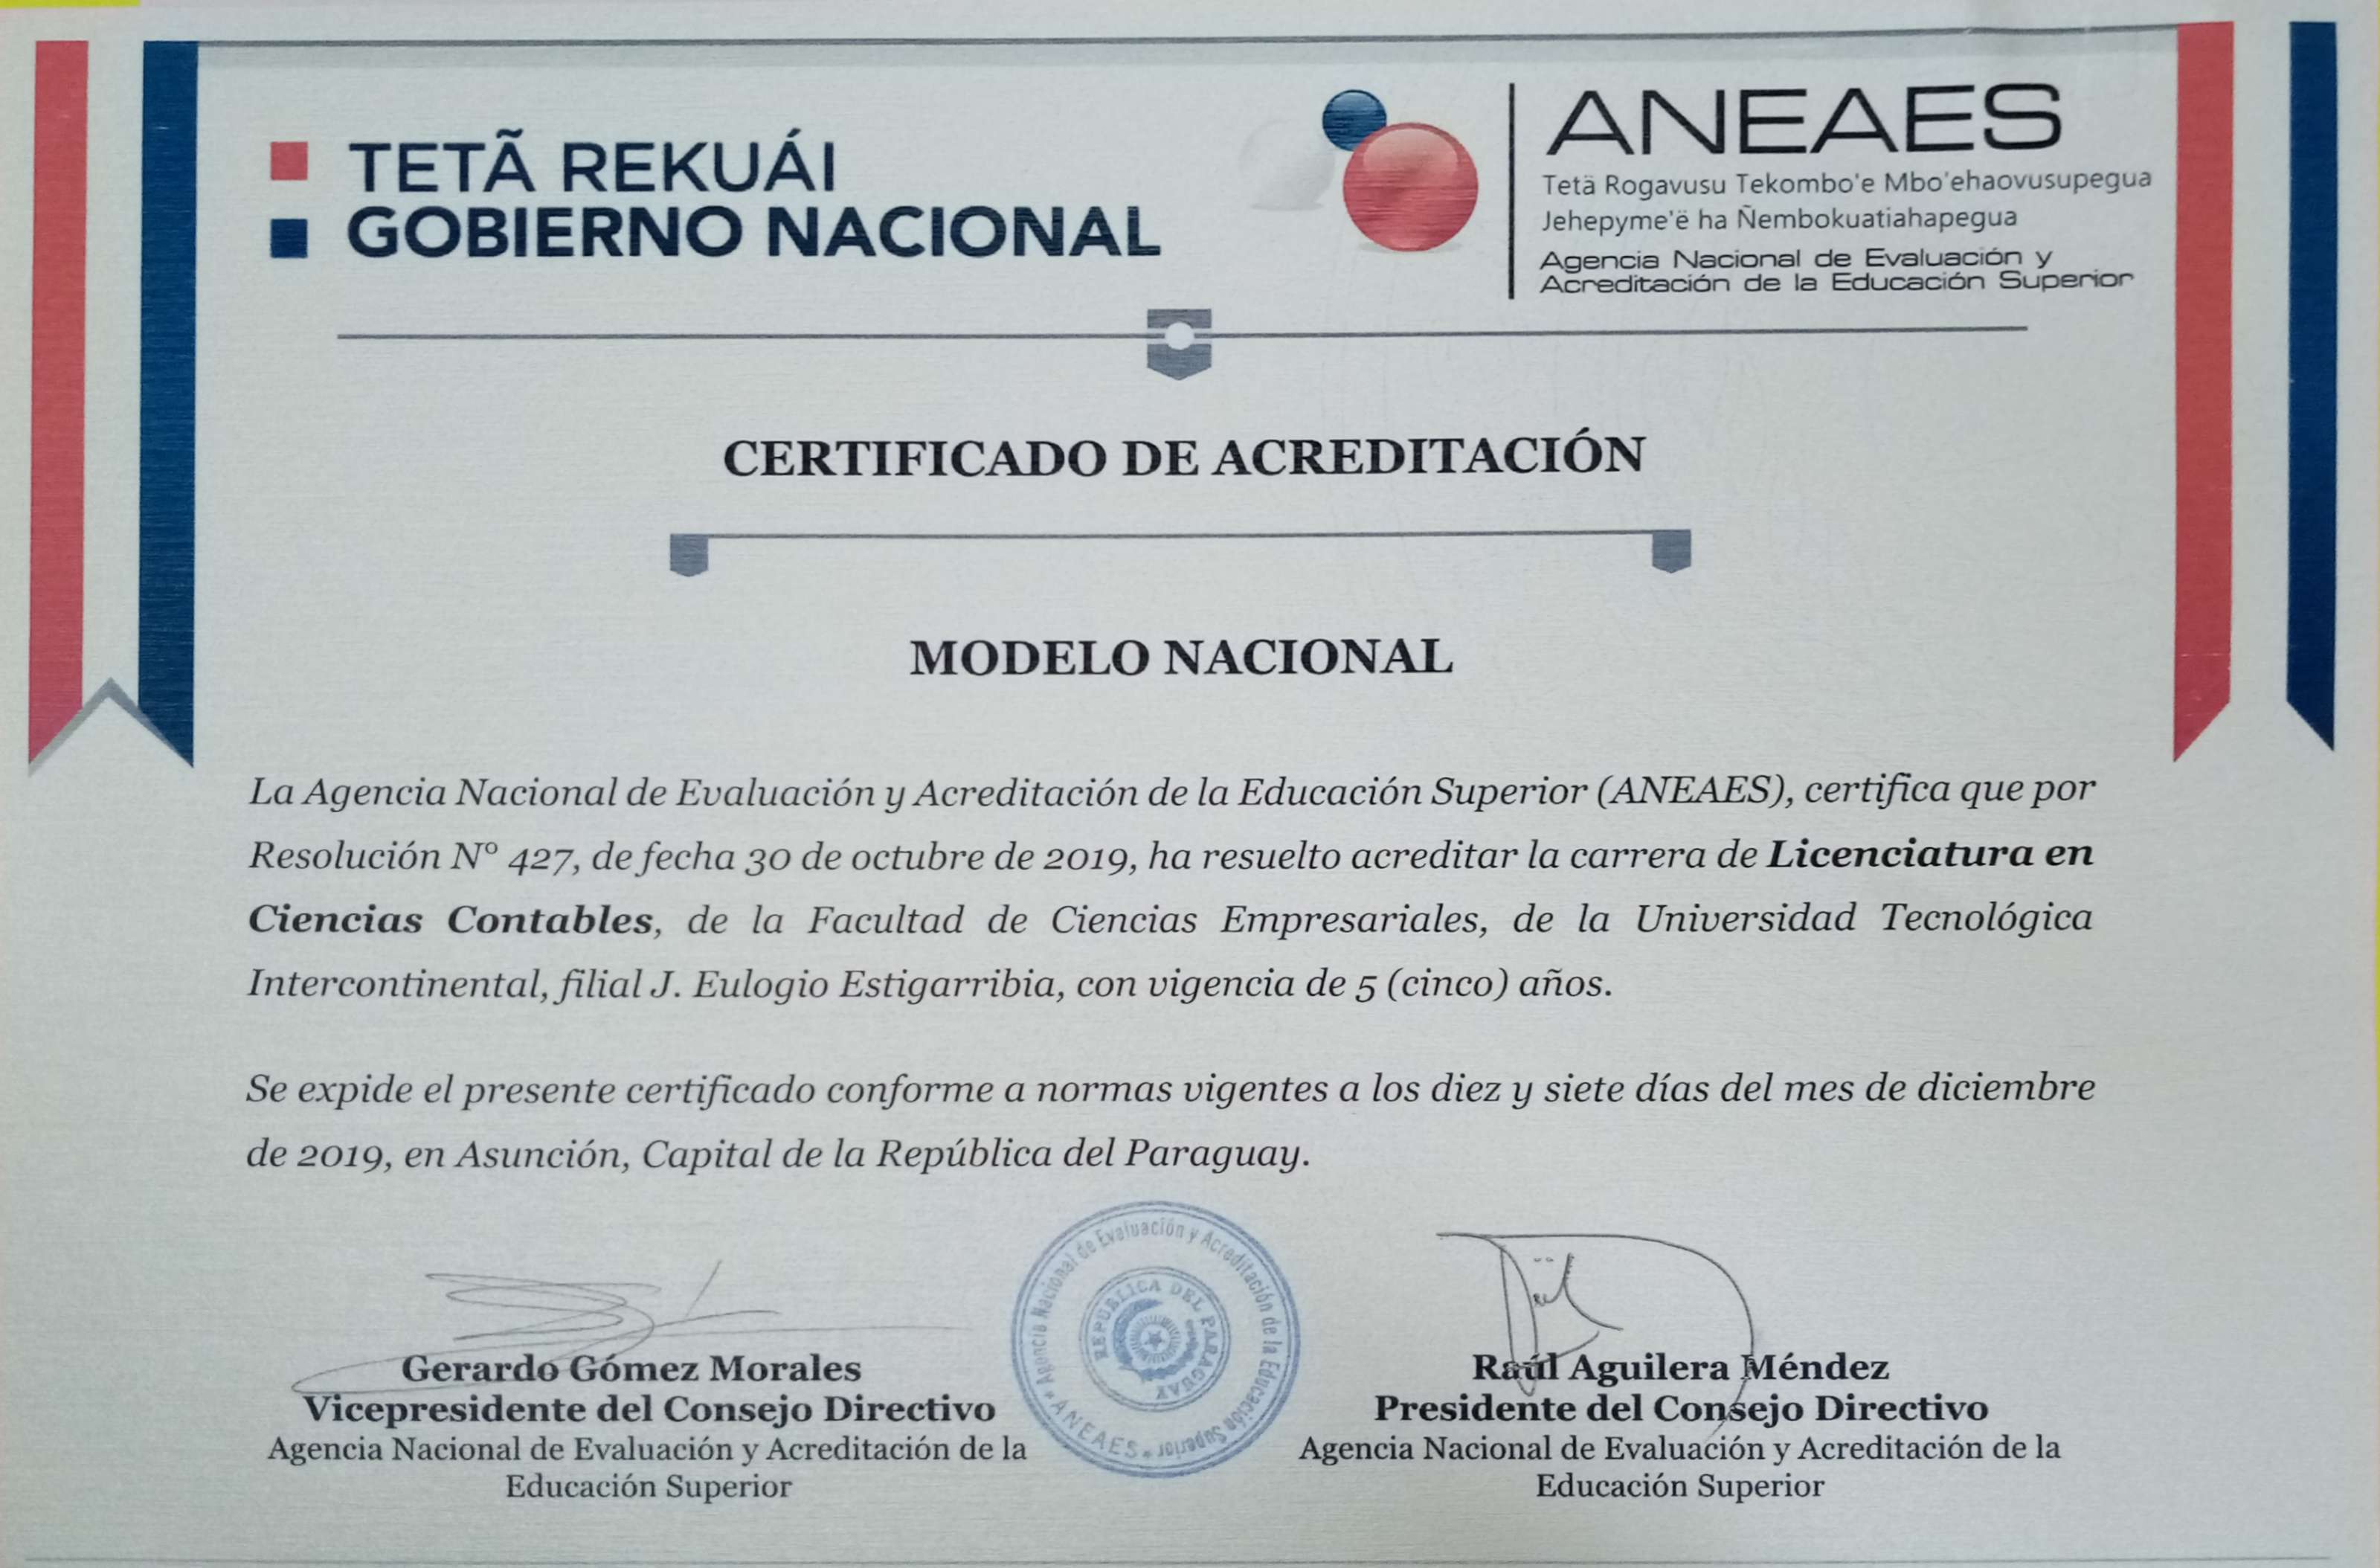 TETÃ REKUÁI
GOBIERNO NACIONAL
ANEAES
Tetä Rogavusu Tekombo'e Mbo'ehaovusupegua
Jehepyme'ë ha Ñembokuatiahapegua
Agencia Nacional de Evaluación y
Acreditación de la Educación Superior
CERTIFICADO DE ACREDITACIÓN
MODELO NACIONAL
La Agencia Nacional de Evaluación y Acreditación de la Educación Superior (ANEAES), certifica que por
Resolución N° 427, de fecha 30 de octubre de 2019, ha resuelto acreditar la carrera de Licenciatura en
Ciencias Contables, de la Facultad de Ciencias Empresariales, de la Universidad Tecnológica
Intercontinental, filial J. Eulogio Estigarribia, con vigencia de 5 (cinco) años.
Se expide el presente certificado conforme a normas vigentes a los diez y siete días del mes de diciembre
de 2019, en Asunción, Capital de la República del Paraguay.
Gerardo Gómez Morales
Vicepresidente del Consejo Directivo
Agencia Nacional de Evaluación y Acreditación de la
Educación Superior
Agencia Nacional de Evaluación y Acreditación de la Educación Superior
* ANEAES *
REPUBLICA DEL PARAGUAY
Raúl Aguilera Méndez
Presidente del Consejo Directivo
Agencia Nacional de Evaluación y Acreditación de la
Educación Superior